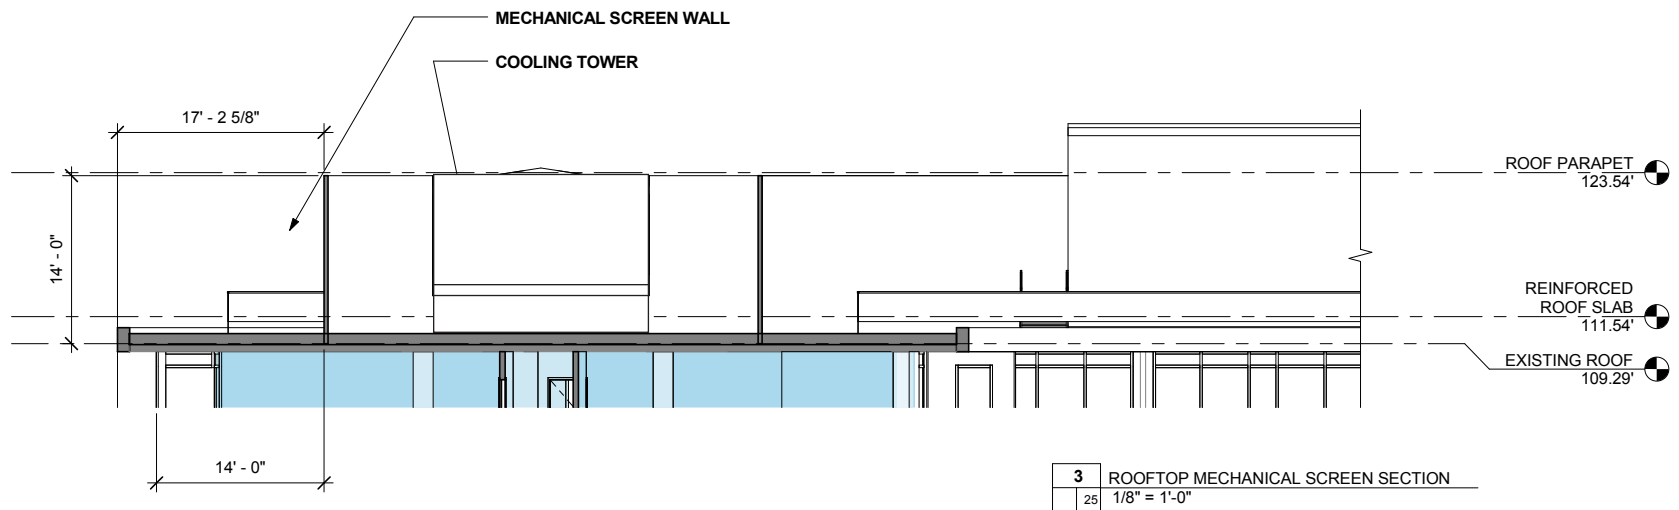 MECHANICAL SCREEN WALL
COOLING TOWER
17' - 2 5/8"
14' - 0"
ROOF PARAPET
123.54'
REINFORCED
ROOF SLAB
111.54'
EXISTING ROOF
109.29'
14' - 0"
3 ROOFTOP MECHANICAL SCREEN SECTION
25 1/8" = 1'-0"